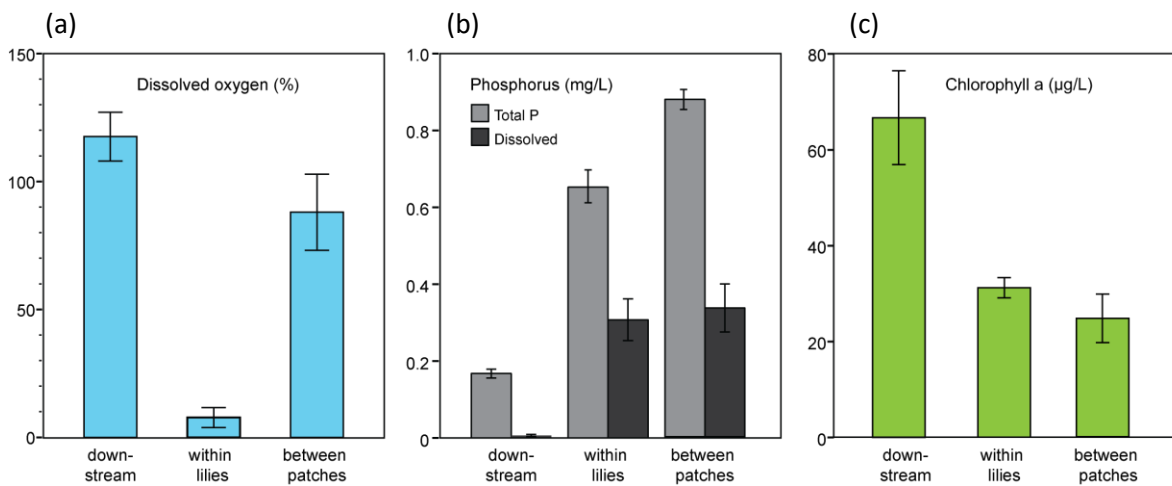 (a)
150
100
50
0
Dissolved oxygen (%)
down-
stream
within
lilies
between
patches
(b)
1.0
0.8
0.6
0.4
0.2
0
Phosphorus (mg/L)
Total P
Dissolved
down-
stream
within
lilies
between
patches
(c)
80
60
40
20
0
Chlorophyll a (µg/L)
down-
stream
within
lilies
between
patches